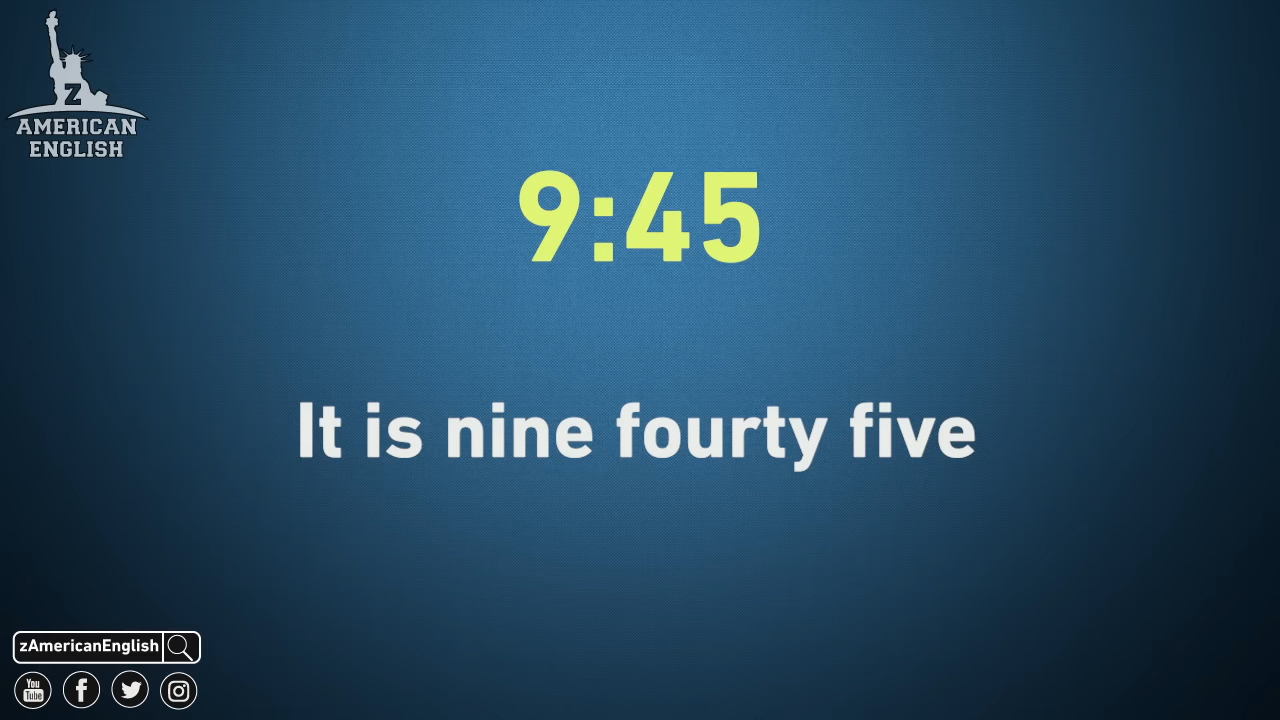 Z
AMERICAN
ENGLISH
9:45
It is nine fourty five
zAmericanEnglish
You
Tube